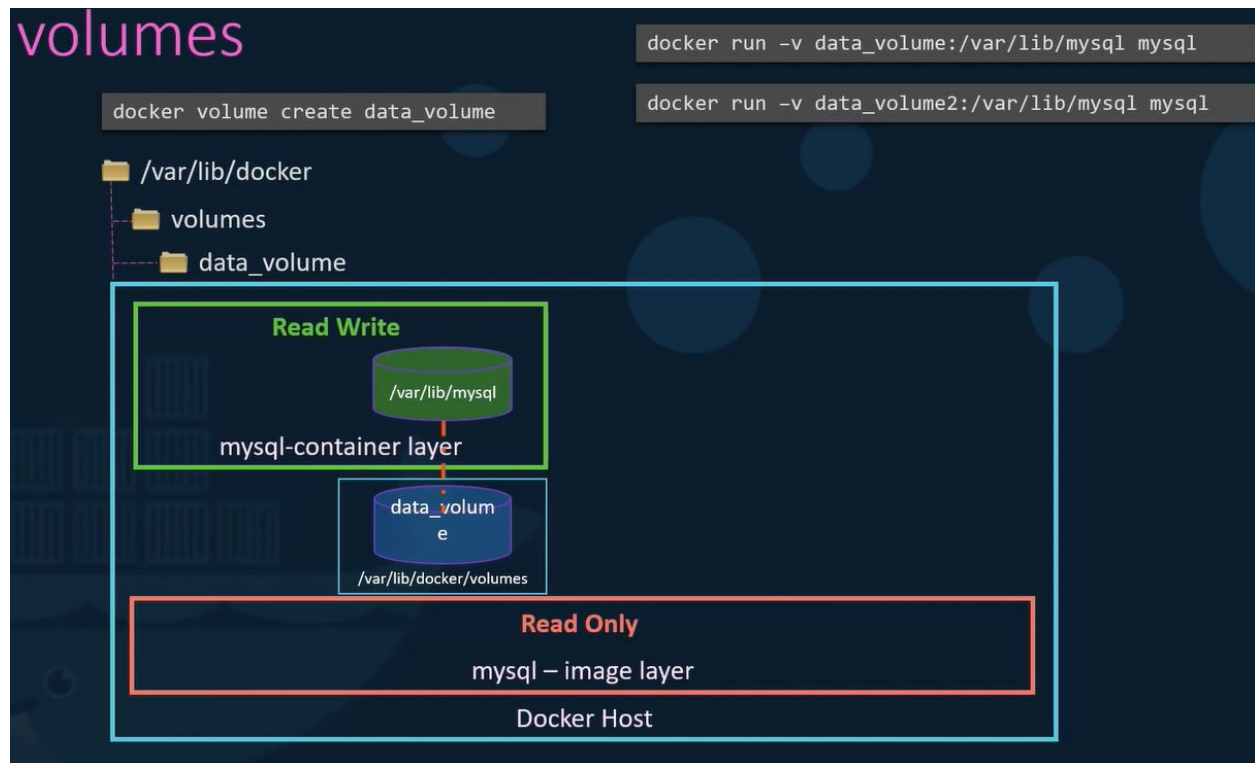 volumes
docker run –v data_volume:/var/lib/mysql mysql
docker run –v data_volume2:/var/lib/mysql mysql
docker volume create data_volume
/var/lib/docker
volumes
data_volume
Read Write
/var/lib/mysql
mysql-container layer
data_volum
e
/var/lib/docker/volumes
Read Only
mysql – image layer
Docker Host